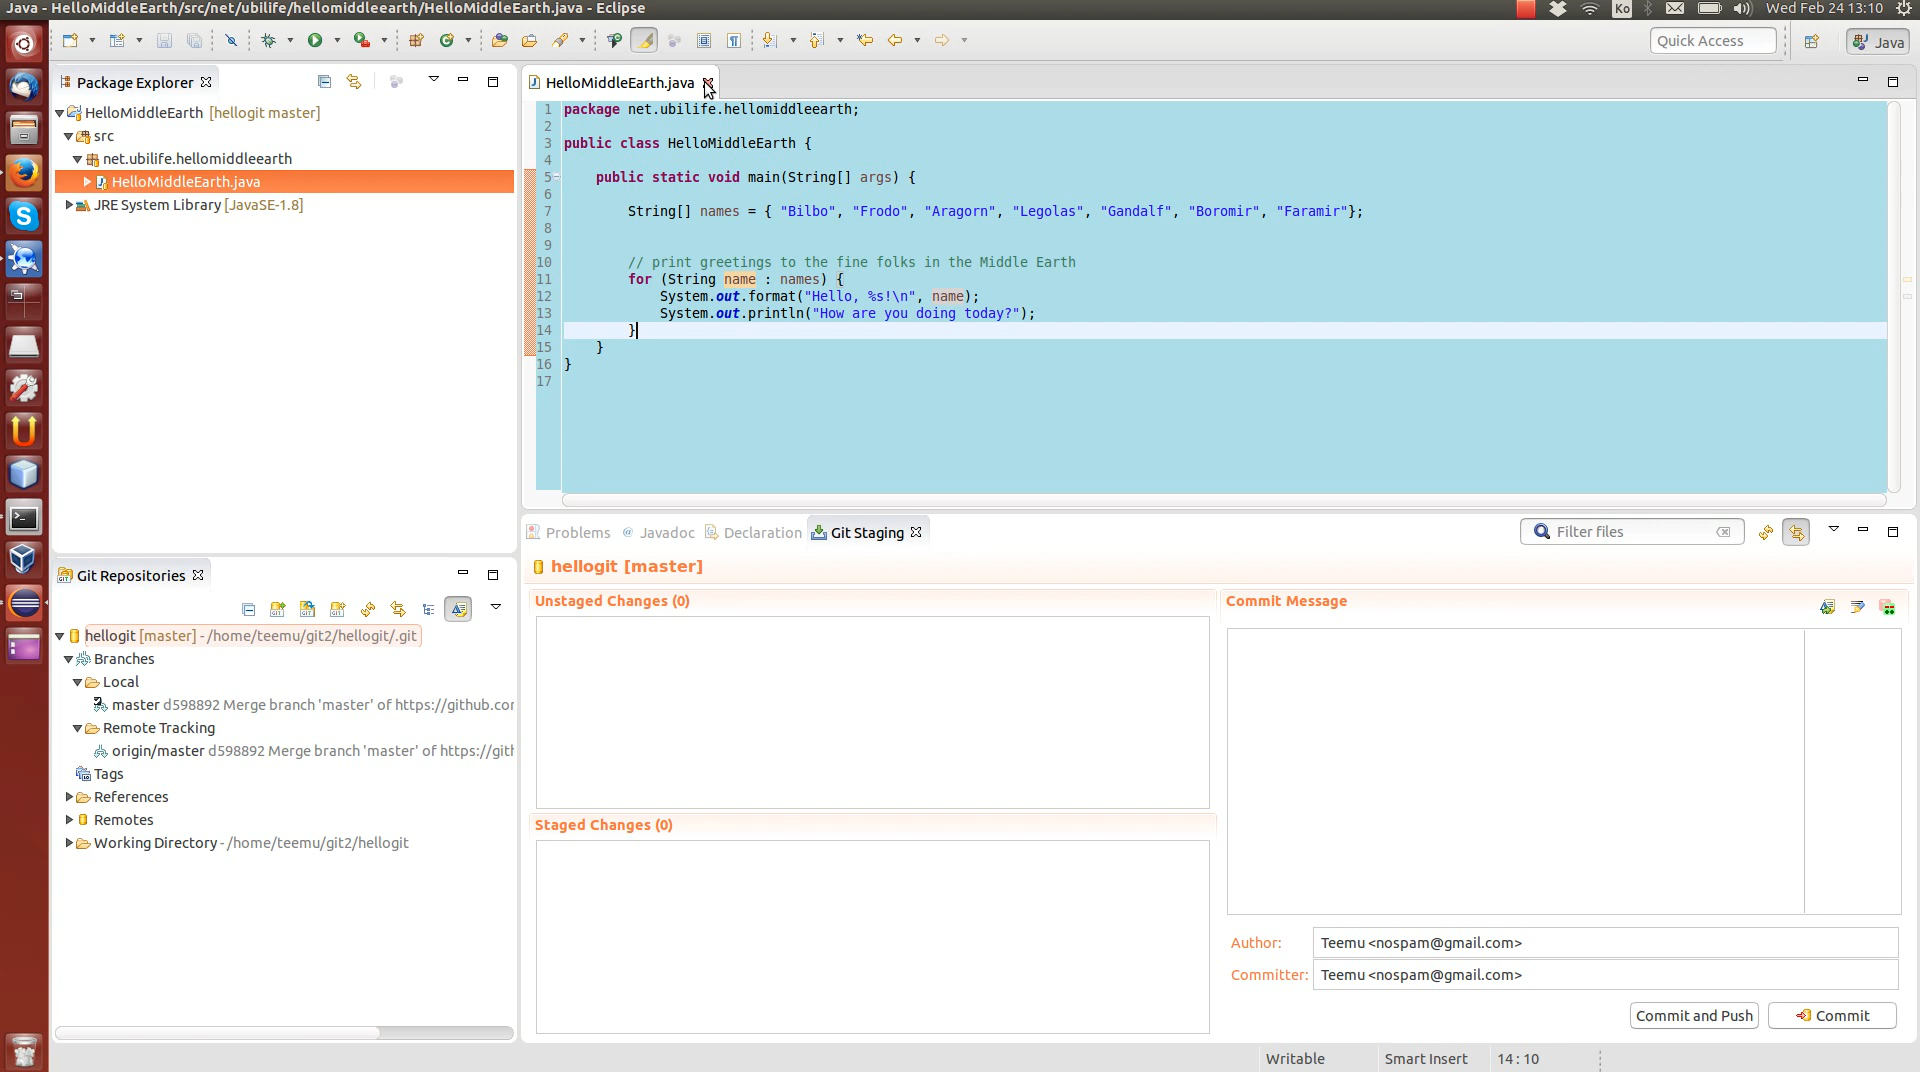 Java - HelloMiddleEarth/src/net/ubilife/hellomiddleearth/HelloMiddleEarth.java - Eclipse
Ko
Wed Feb 24 13:10
Quick Access
Java
Package Explorer
HelloMiddleEarth [hellogit master]
src
net.ubilife.hellomiddleearth
HelloMiddleEarth.java
JRE System Library [JavaSE-1.8]
HelloMiddleEarth.java
1 package net.ubilife.hellomiddleearth;
2
3 public class HelloMiddleEarth {
4
5 public static void main(String[] args) {
6
7 String[] names = { "Bilbo", "Frodo", "Aragorn", "Legolas", "Gandalf", "Boromir", "Faramir"};
8
9
10 // print greetings to the fine folks in the Middle Earth
11 for (String name : names) {
12 System.out.format("Hello, %s!\n", name);
13 System.out.println("How are you doing today?");
14 }
15 }
16 }
17
Git Repositories
hellogit [master] - /home/teemu/git2/hellogit/.git
Branches
Local
master d598892 Merge branch 'master' of https://github.cor
Remote Tracking
origin/master d598892 Merge branch 'master' of https://gith
Tags
References
Remotes
Working Directory - /home/teemu/git2/hellogit
Problems
Javadoc
Declaration
Git Staging
Filter files
hellogit [master]
Unstaged Changes (0)
Staged Changes (0)
Commit Message
Author: Teemu <nospam@gmail.com>
Committer: Teemu <nospam@gmail.com>
Commit and Push
Commit
Writable
Smart Insert
14 : 10